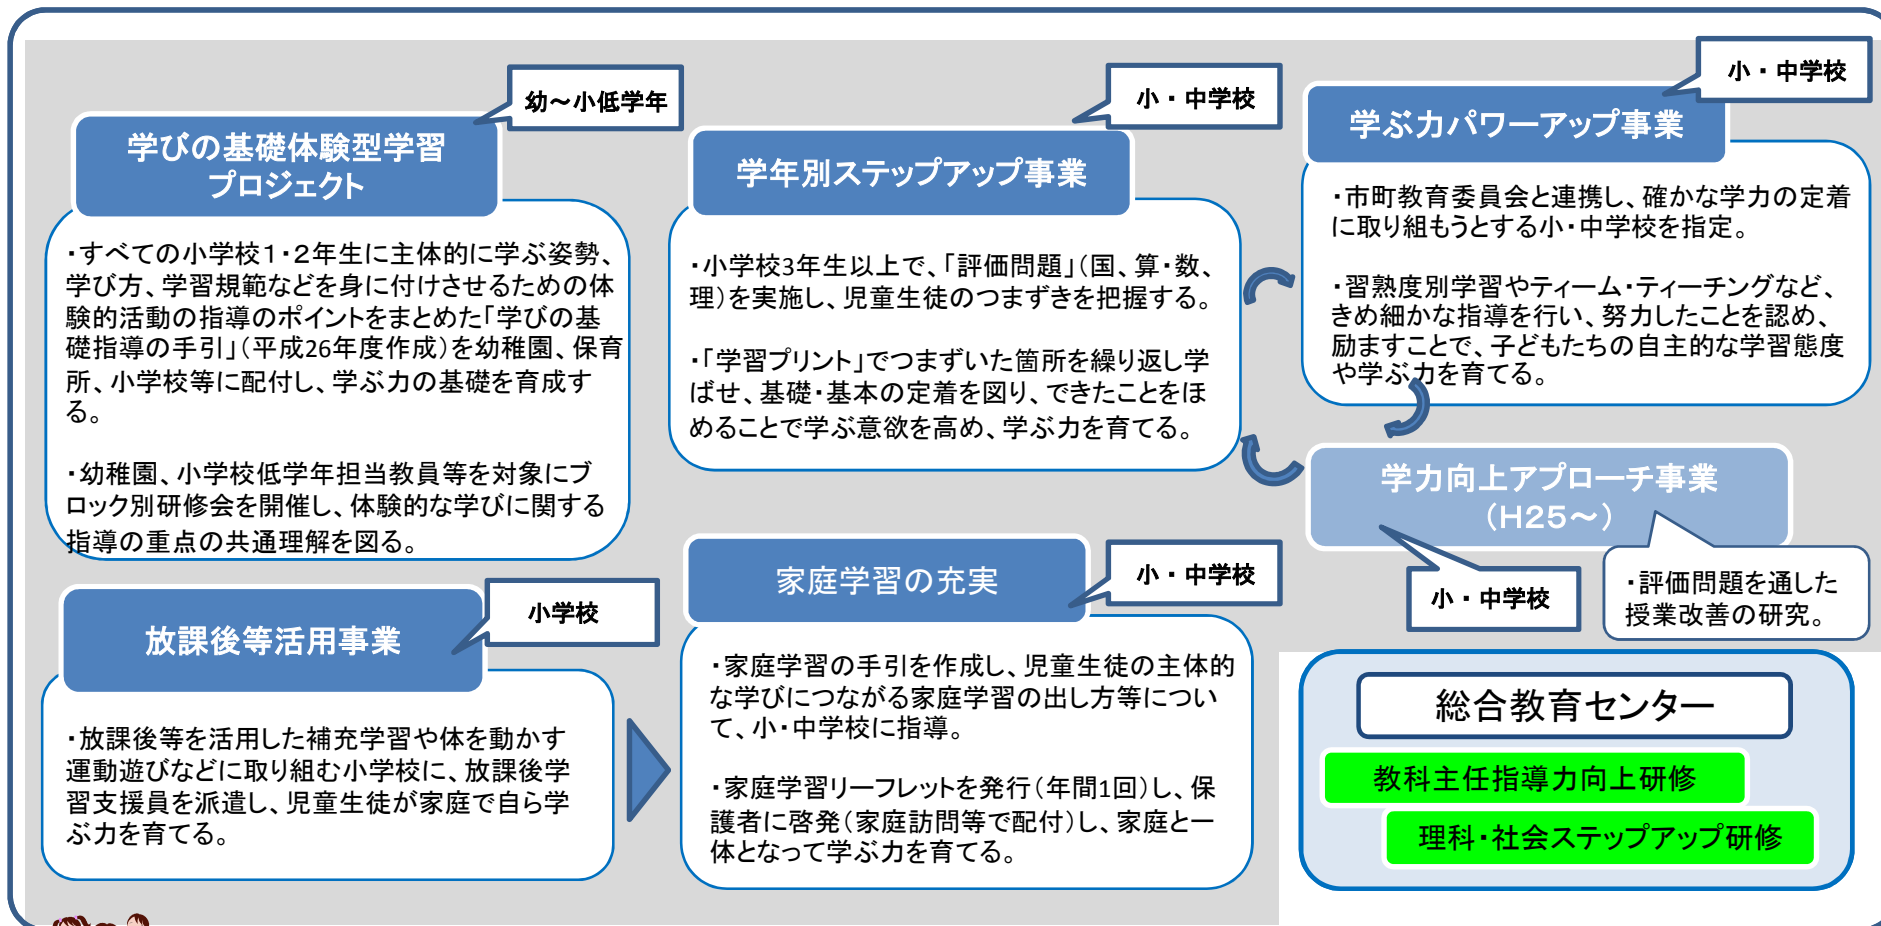 幼～小低学年
学びの基礎体験型学習
プロジェクト
・すべての小学校1・2年生に主体的に学ぶ姿勢、
学び方、学習規範などを身に付けさせるための体
験的活動の指導のポイントをまとめた「学びの基
礎指導の手引」（平成26年度作成）を幼稚園、保育
所、小学校等に配付し、学ぶ力の基礎を育成す
る。
・幼稚園、小学校低学年担当教員等を対象にブ
ロック別研修会を開催し、体験的な学びに関する
指導の重点の共通理解を図る。
小・中学校
学年別ステップアップ事業
・小学校3年生以上で、「評価問題」（国、算・数、
理）を実施し、児童生徒のつまずきを把握する。
・「学習プリント」でつまずいた箇所を繰り返し学
ばせ、基礎・基本の定着を図り、できたことをほ
めることで学ぶ意欲を高め、学ぶ力を育てる。
小・中学校
学ぶ力パワーアップ事業
・市町教育委員会と連携し、確かな学力の定着
に取り組もうとする小・中学校を指定。
・習熟度別学習やティーム・ティーチングなど、
きめ細かな指導を行い、努力したことを認め、
励ますことで、子どもたちの自主的な学習態度
や学ぶ力を育てる。
学力向上アプローチ事業
（H25～）
小・中学校
・評価問題を通した
授業改善の研究。
小学校
放課後等活用事業
・放課後等を活用した補充学習や体を動かす
運動遊びなどに取り組む小学校に、放課後学
習支援員を派遣し、児童生徒が家庭で自ら学
ぶ力を育てる。
小・中学校
家庭学習の充実
・家庭学習の手引を作成し、児童生徒の主体的
な学びにつながる家庭学習の出し方等につい
て、小・中学校に指導。
・家庭学習リーフレットを発行（年間1回）し、保
護者に啓発（家庭訪問等で配付）し、家庭と一
体となって学ぶ力を育てる。
総合教育センター
教科主任指導力向上研修
理科・社会ステップアップ研修